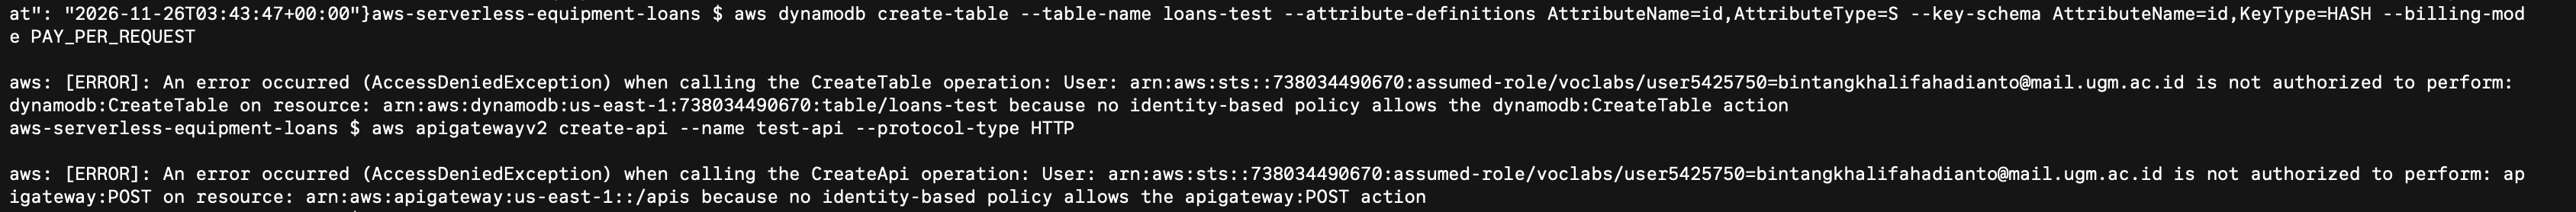 at": "2026-11-26T03:43:47+00:00"}aws-serverless-equipment-loans $ aws dynamodb create-table --table-name loans-test --attribute-definitions AttributeName=id,AttributeType=S --key-schema AttributeName=id,KeyType=HASH --billing-mod
e PAY_PER_REQUEST
aws: [ERROR]: An error occurred (AccessDeniedException) when calling the CreateTable operation: User: arn:aws:sts::738034490670:assumed-role/voclabs/user5425750=bintangkhalifahadianto@mail.ugm.ac.id is not authorized to perform:
dynamodb:CreateTable on resource: arn:aws:dynamodb:us-east-1:738034490670:table/loans-test because no identity-based policy allows the dynamodb:CreateTable action
aws-serverless-equipment-loans $ aws apigatewayv2 create-api --name test-api --protocol-type HTTP
aws: [ERROR]: An error occurred (AccessDeniedException) when calling the CreateApi operation: User: arn:aws:sts::738034490670:assumed-role/voclabs/user5425750=bintangkhalifahadianto@mail.ugm.ac.id is not authorized to perform: ap
igateway:POST on resource: arn:aws:apigateway:us-east-1::/apis because no identity-based policy allows the apigateway:POST action